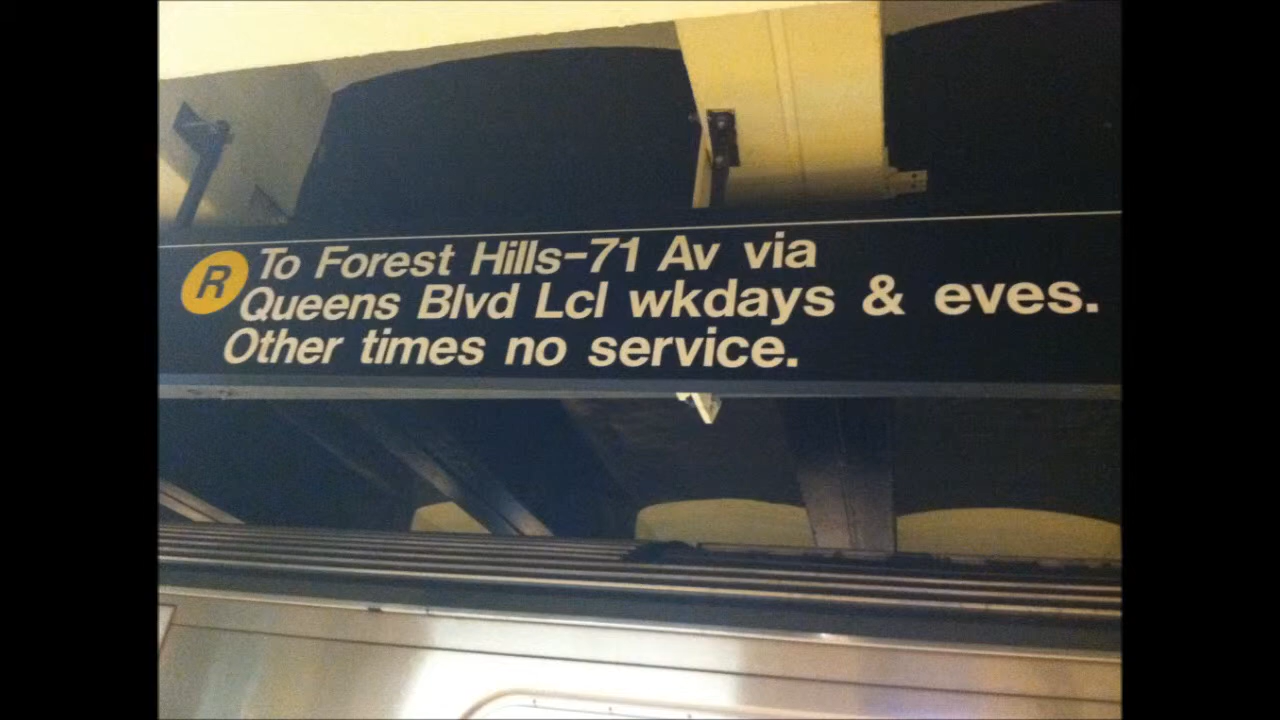 R To Forest Hills-71 Av via
Queens Blvd Lcl wkdays & eves.
Other times no service.